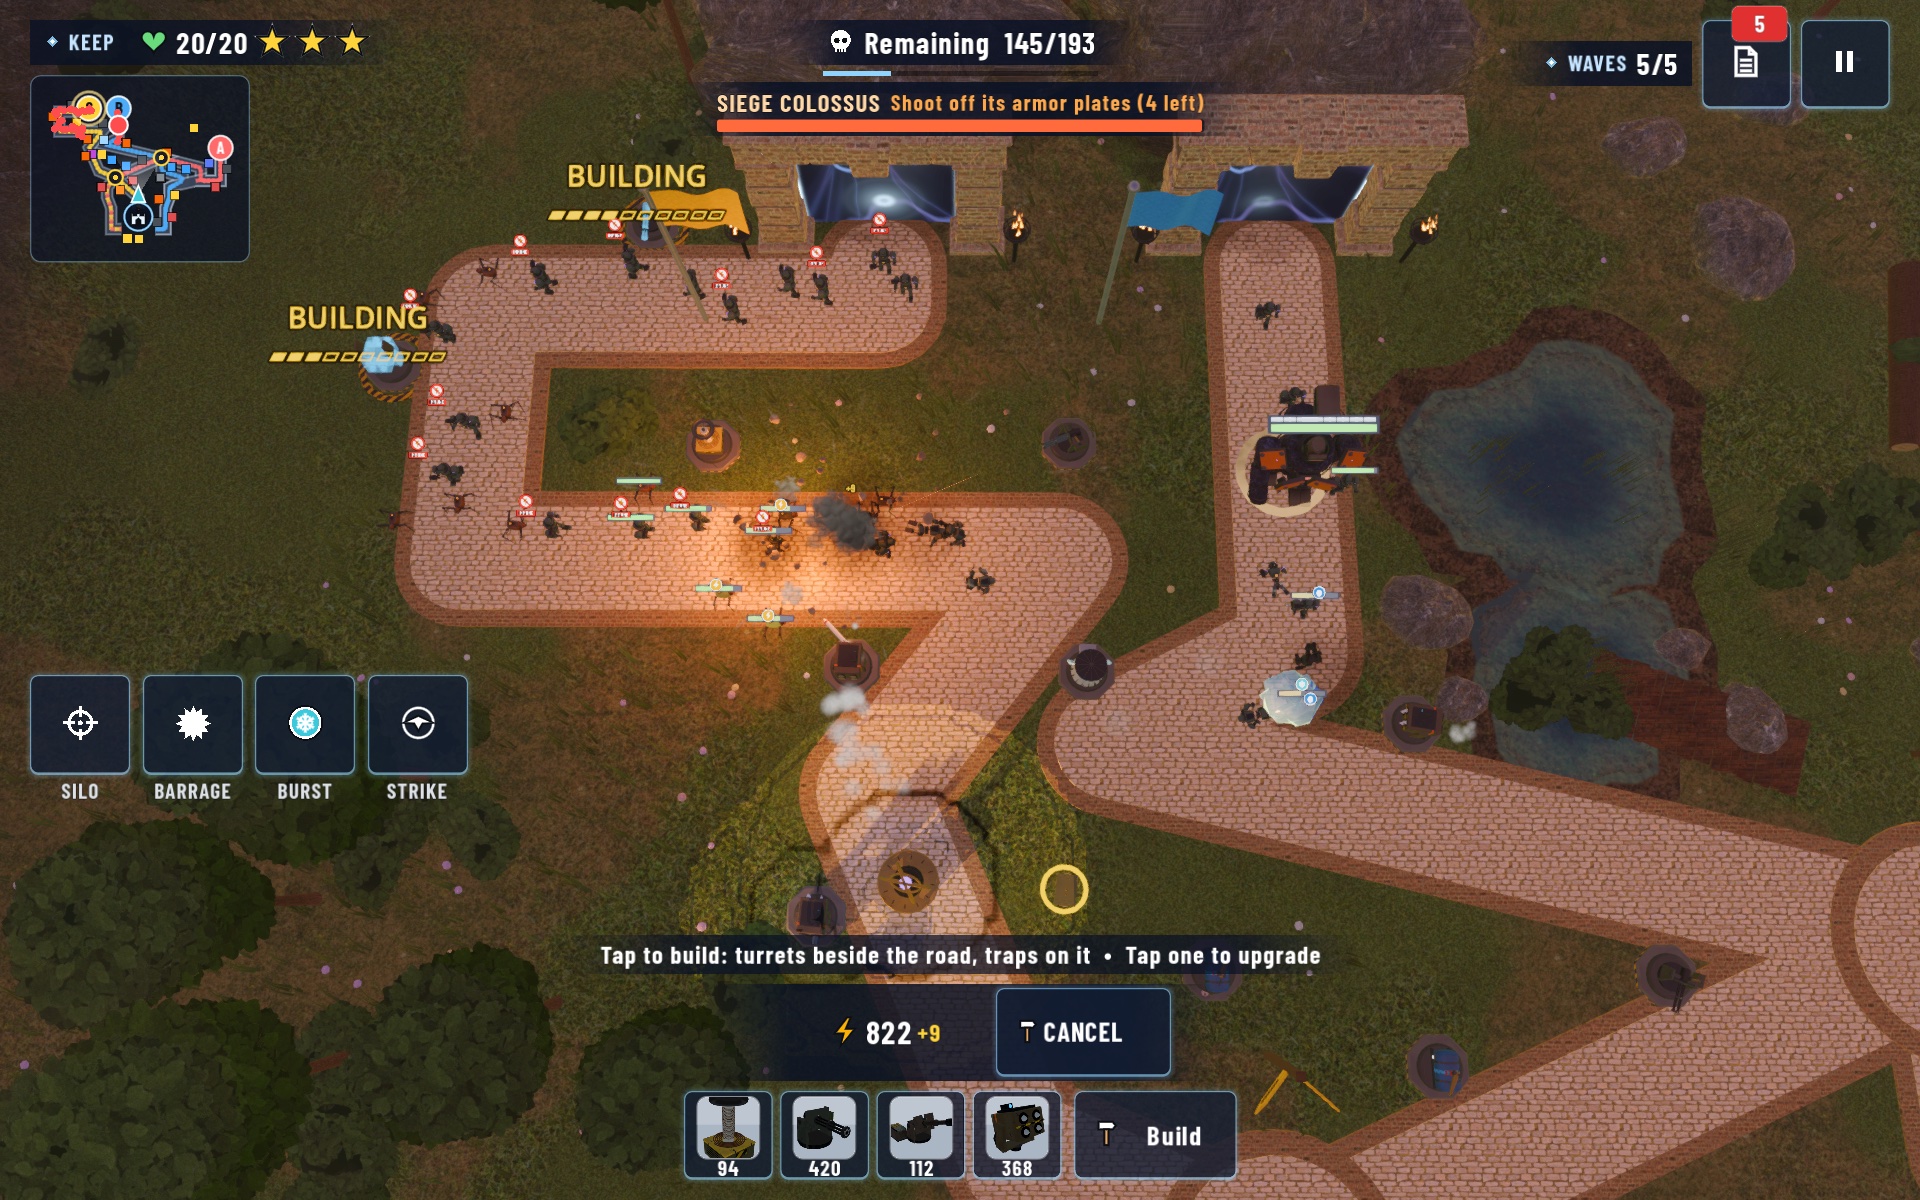 KEEP 20/20
Remaining 145/193
WAVES 5/5
5
SIEGE COLOSSUS Shoot off its armor plates (4 left)
A
BUILDING
BUILDING
SILO
BARRAGE
BURST
STRIKE
Tap to build: turrets beside the road, traps on it • Tap one to upgrade
822 +9
CANCEL
94
420
112
368
Build